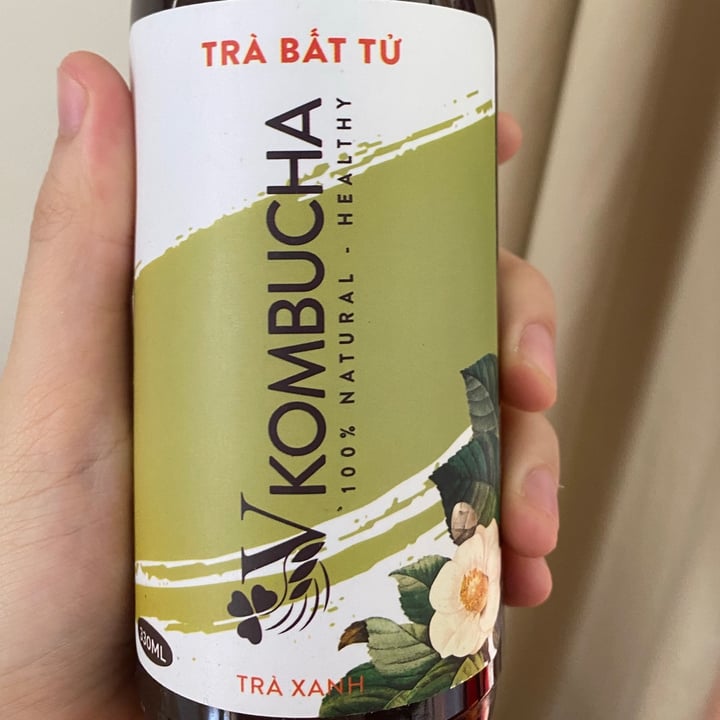 TRÀ BẤT TỬ
V KOMBUCHA
100% NATURAL - HEALTHY
330ML
TRÀ XANH